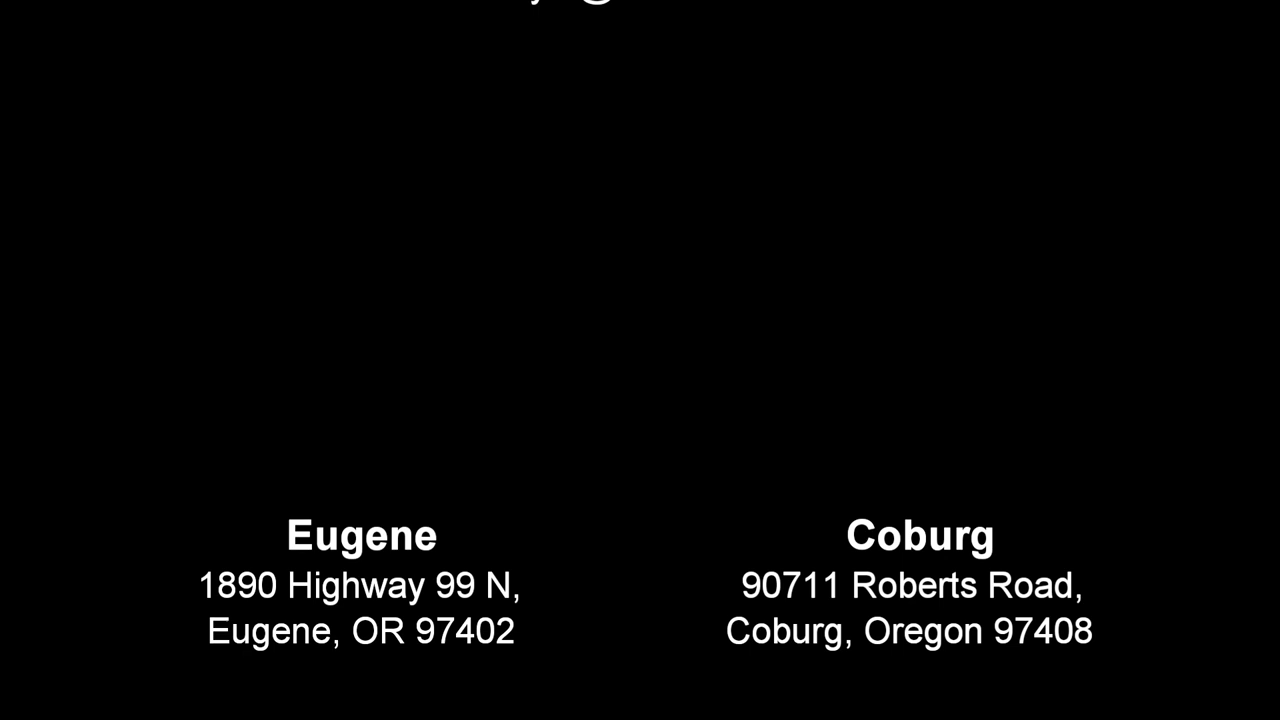 Eugene
1890 Highway 99 N,
Eugene, OR 97402
Coburg
90711 Roberts Road,
Coburg, Oregon 97408